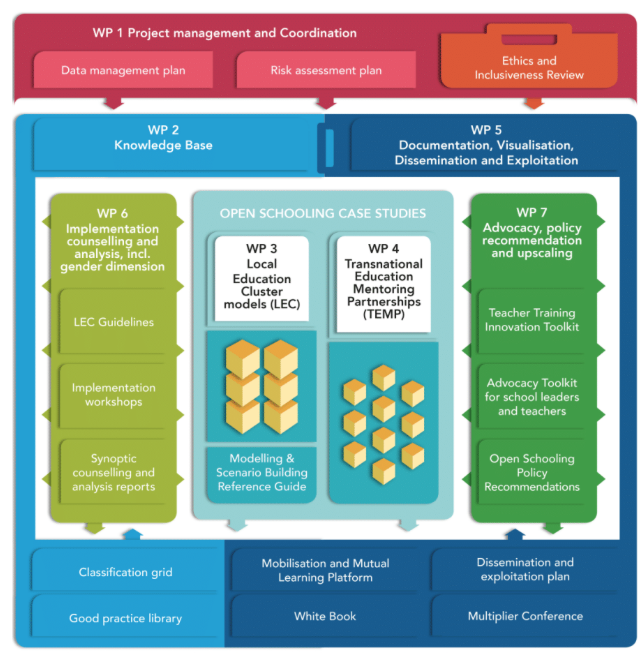 WP 1 Project management and Coordination
Data management plan
Risk assessment plan
Ethics and
Inclusiveness Review
WP 2
Knowledge Base
WP 5
Documentation, Visualisation,
Dissemination and Exploitation
WP 6
Implementation
counselling and
analysis, incl.
gender dimension
LEC Guidelines
Implementation
workshops
Synoptic
counselling and
analysis reports
OPEN SCHOOLING CASE STUDIES
WP 3
Local
Education
Cluster
models (LEC)
Modelling &
Scenario Building
Reference Guide
WP 4
Transnational
Education
Mentoring
Partnerships
(TEMP)
WP 7
Advocacy, policy
recommendation
and upscaling
Teacher Training
Innovation Toolkit
Advocacy Toolkit
for school leaders
and teachers
Open Schooling
Policy
Recommendations
Classification grid
Mobilisation and Mutual
Learning Platform
Dissemination and
exploitation plan
Good practice library
White Book
Multiplier Conference